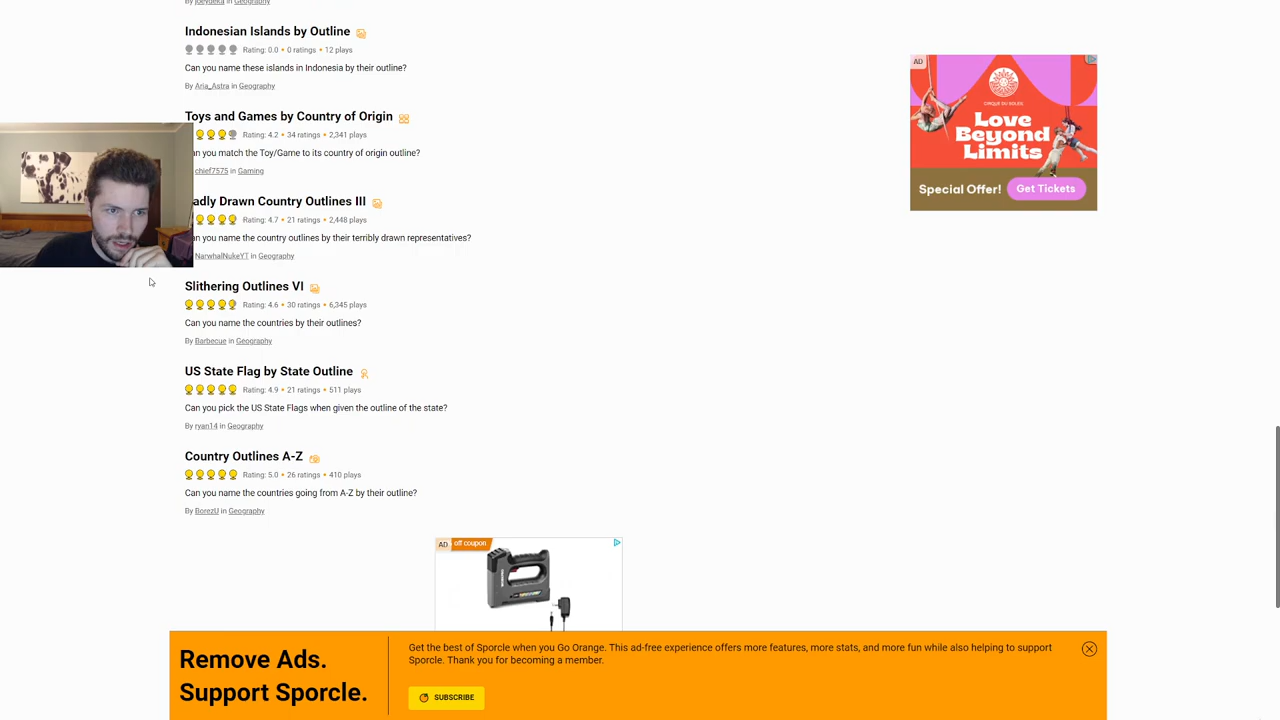 By joeydeka in Geography
Indonesian Islands by Outline
Rating: 0.0 • 0 ratings • 12 plays
Can you name these islands in Indonesia by their outline?
By Aria_Astra in Geography
Toys and Games by Country of Origin
Rating: 4.2 • 34 ratings • 2,341 plays
you match the Toy/Game to its country of origin outline?
chief7575 in Gaming
Drawn Country Outlines III
Rating: 4.7 • 21 ratings • 2,448 plays
you name the country outlines by their terribly drawn representatives?
NarwhalNukeYT in Geography
Slithering Outlines VI
Rating: 4.6 • 30 ratings • 6,345 plays
Can you name the countries by their outlines?
By Barbecue in Geography
US State Flag by State Outline
Rating: 4.9 • 21 ratings • 511 plays
Can you pick the US State Flags when given the outline of the state?
By ryan14 in Geography
Country Outlines A-Z
Rating: 5.0 • 26 ratings • 410 plays
Can you name the countries going from A-Z by their outline?
By BorezU in Geography
AD
CIRQUE DU SOLEIL
Love
Beyond
Limits
Special Offer! Get Tickets
AD off coupon
Remove Ads.
Support Sporcle.
Get the best of Sporcle when you Go Orange. This ad-free experience offers more features, more stats, and more fun while also helping to support
Sporcle. Thank you for becoming a member.
SUBSCRIBE